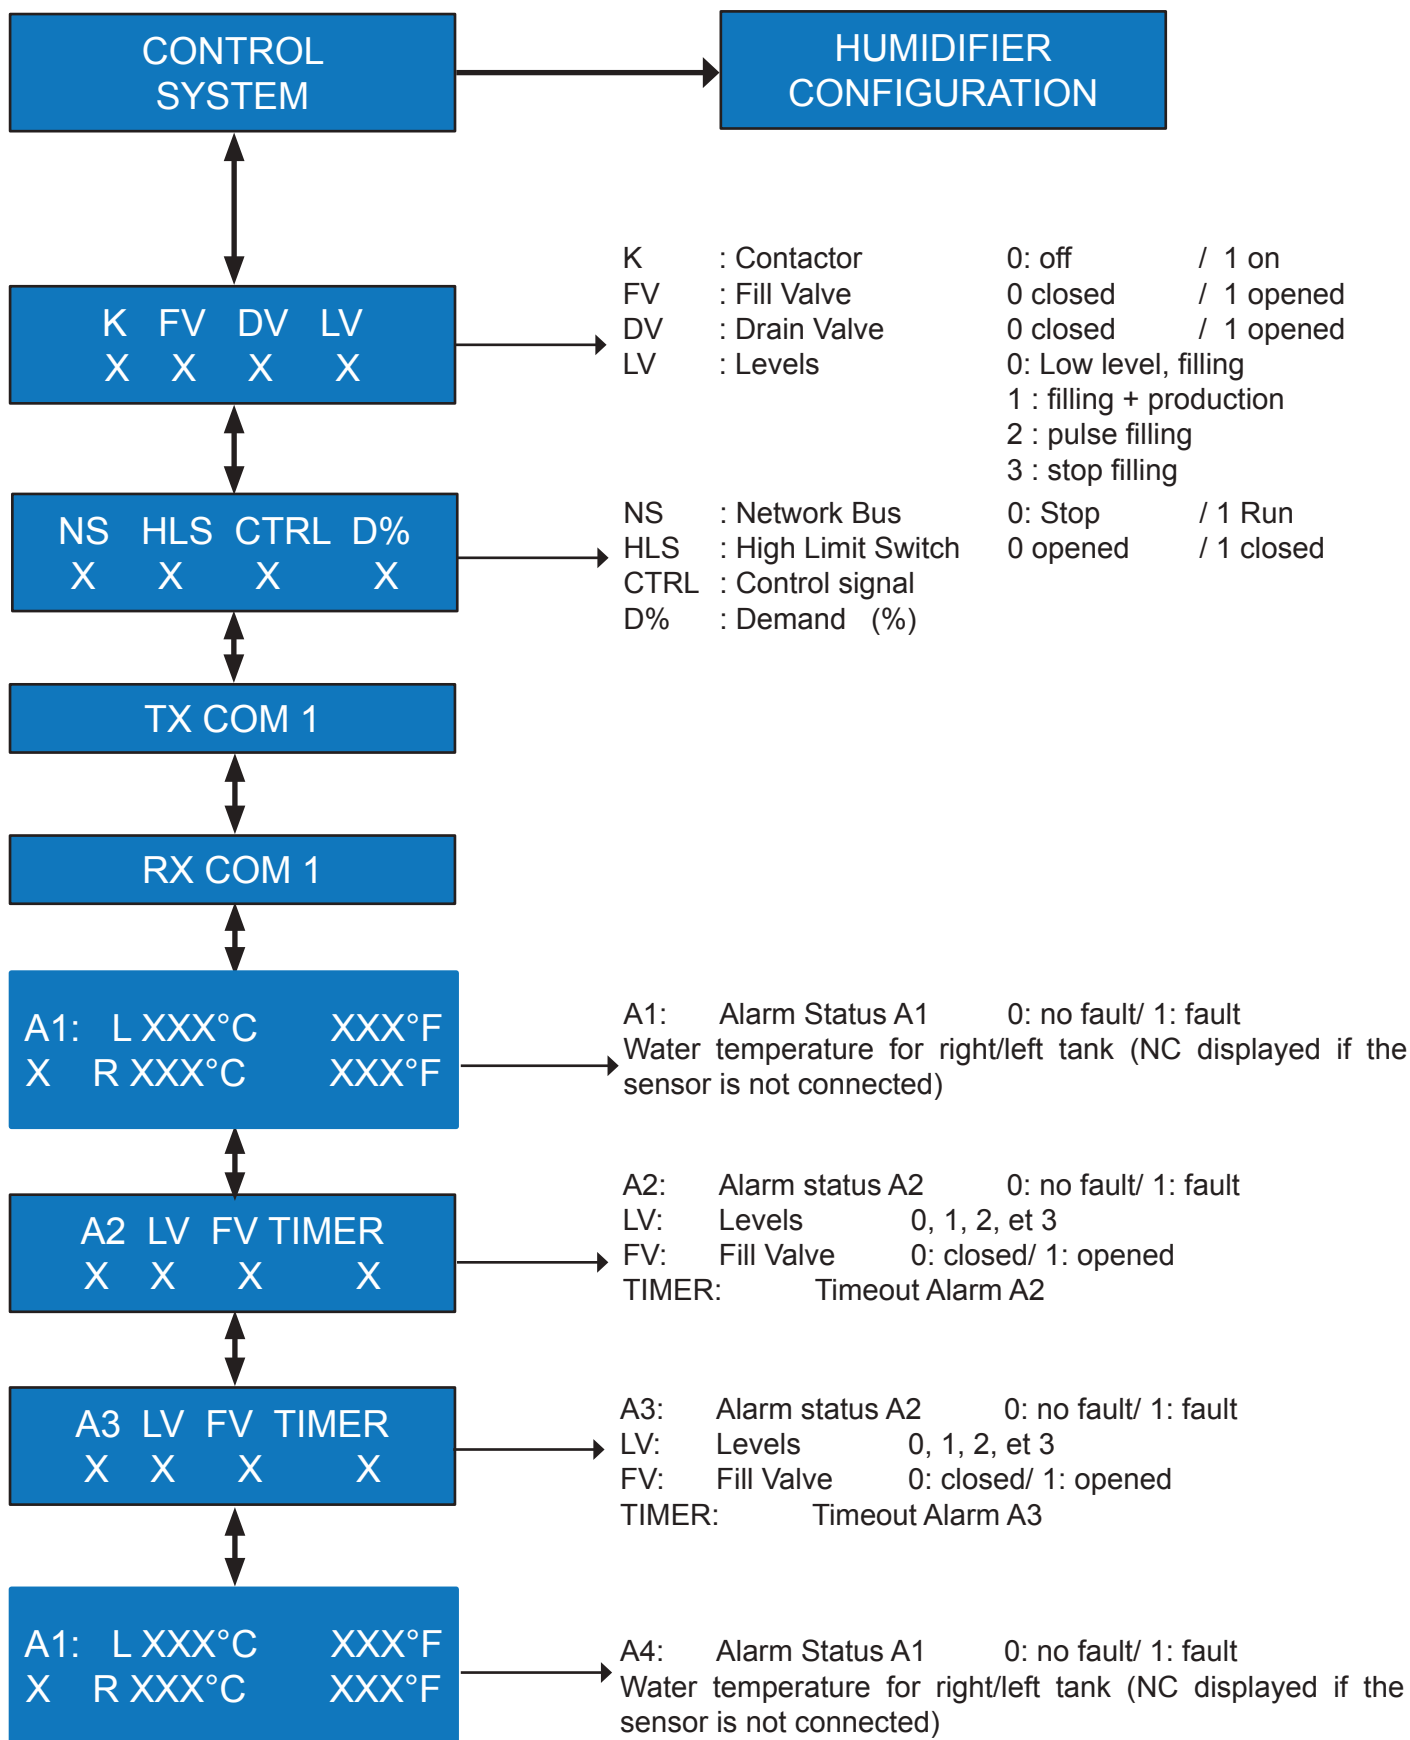 CONTROL
SYSTEM
HUMIDIFIER
CONFIGURATION
K FV DV LV
X X X X
K : Contactor 0: off / 1 on
FV : Fill Valve 0 closed / 1 opened
DV : Drain Valve 0 closed / 1 opened
LV : Levels 0: Low level, filling
1 : filling + production
2 : pulse filling
3 : stop filling
NS HLS CTRL D%
X X X X
NS : Network Bus 0: Stop / 1 Run
HLS : High Limit Switch 0 opened / 1 closed
CTRL : Control signal
D% : Demand (%)
TX COM 1
RX COM 1
A1: L XXX°C XXX°F
X R XXX°C XXX°F
A1: Alarm Status A1 0: no fault/ 1: fault
Water temperature for right/left tank (NC displayed if the
sensor is not connected)
A2 LV FV TIMER
X X X X
A2: Alarm status A2 0: no fault/ 1: fault
LV: Levels 0, 1, 2, et 3
FV: Fill Valve 0: closed/ 1: opened
TIMER: Timeout Alarm A2
A3 LV FV TIMER
X X X X
A3: Alarm status A2 0: no fault/ 1: fault
LV: Levels 0, 1, 2, et 3
FV: Fill Valve 0: closed/ 1: opened
TIMER: Timeout Alarm A3
A1: L XXX°C XXX°F
X R XXX°C XXX°F
A4: Alarm Status A1 0: no fault/ 1: fault
Water temperature for right/left tank (NC displayed if the
sensor is not connected)